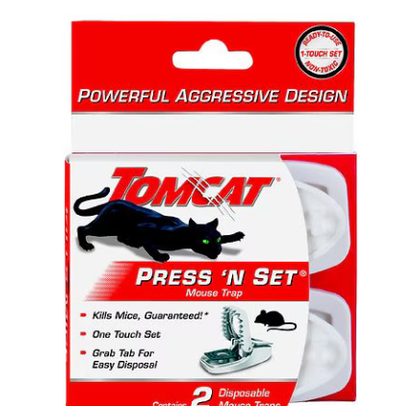 READY-TO-USE
1-TOUCH SET
NON-TOXIC
POWERFUL AGGRESSIVE DESIGN
TOMCAT®
PRESS 'N SET®
Mouse Trap
Kills Mice, Guaranteed!*
One Touch Set
Grab Tab For
Easy Disposal
Contains 2 Disposable
Mouse Traps